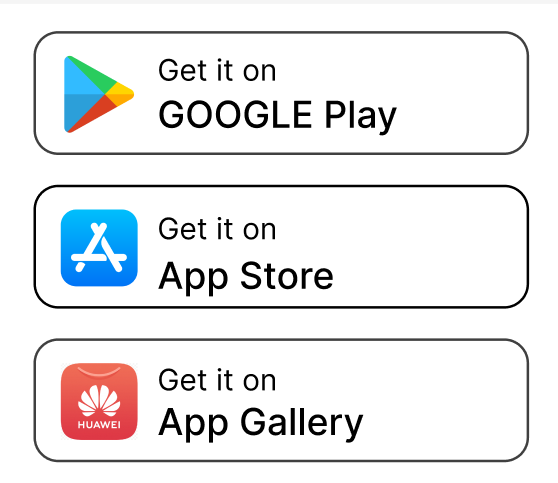 Get it on
GOOGLE Play
Get it on
App Store
Get it on
App Gallery
HUAWEI